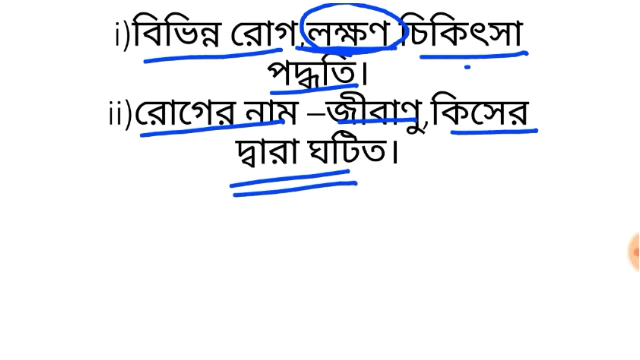 i)বিভিন্ন রোগ,লক্ষণ চিকিৎসা
পদ্ধতি।
ii)রোগের নাম –জীবাণু,কিসের
দ্বারা ঘটিত।